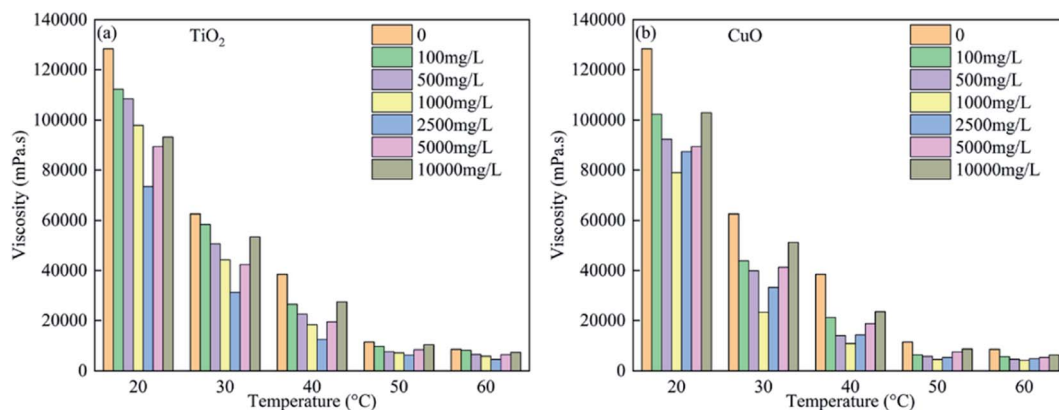 (a) TiO₂
0
100mg/L
500mg/L
1000mg/L
2500mg/L
5000mg/L
10000mg/L
140000
120000
100000
80000
60000
40000
20000
0
Viscosity (mPa.s)
20 30 40 50 60
Temperature (°C)
(b) CuO
0
100mg/L
500mg/L
1000mg/L
2500mg/L
5000mg/L
10000mg/L
140000
120000
100000
80000
60000
40000
20000
0
Viscosity (mPa.s)
20 30 40 50 60
Temperature (°C)